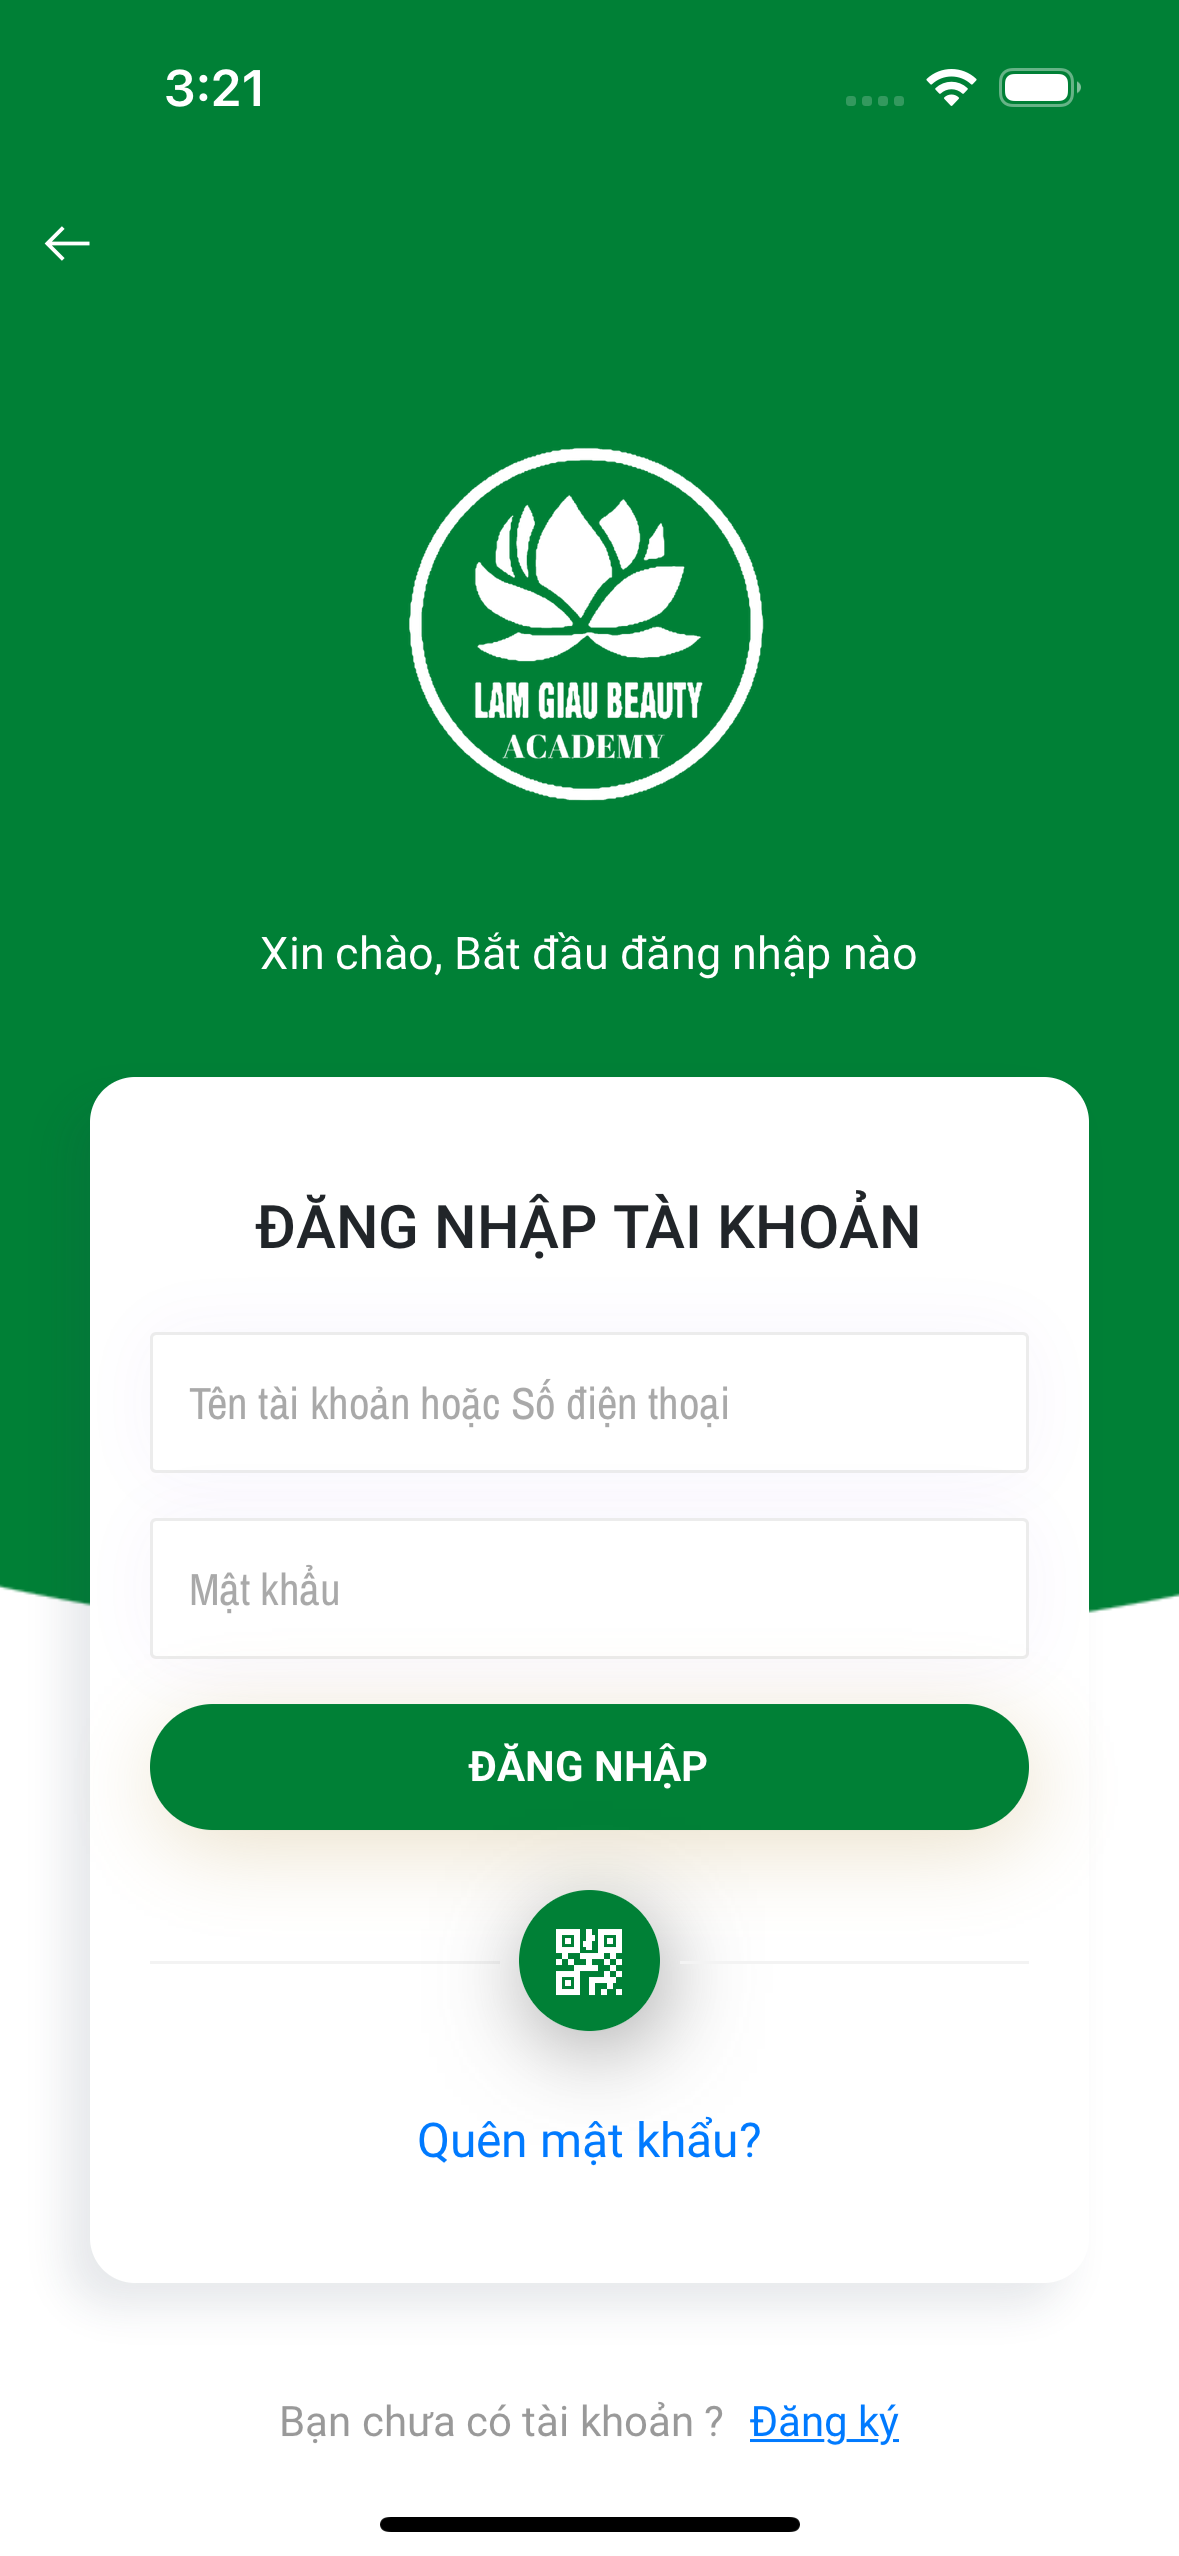 3:21
LAM GIAU BEAUTY
ACADEMY
Xin chào, Bắt đầu đăng nhập nào
ĐĂNG NHẬP TÀI KHOẢN
Tên tài khoản hoặc Số điện thoại
Mật khẩu
ĐĂNG NHẬP
Quên mật khẩu?
Bạn chưa có tài khoản ? Đăng ký